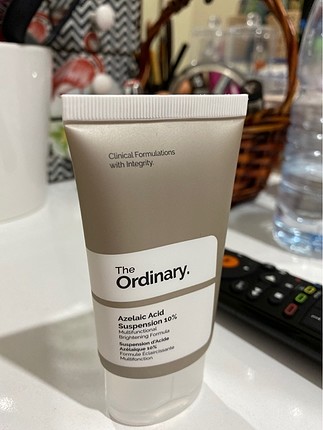 Clinical Formulations
with Integrity.
The
Ordinary.
Azelaic Acid
Suspension 10%
Multifunctional
Brightening Formula
Suspension d'Acide
Azélaïque 10%
Formule Éclaircissante
Multifonction